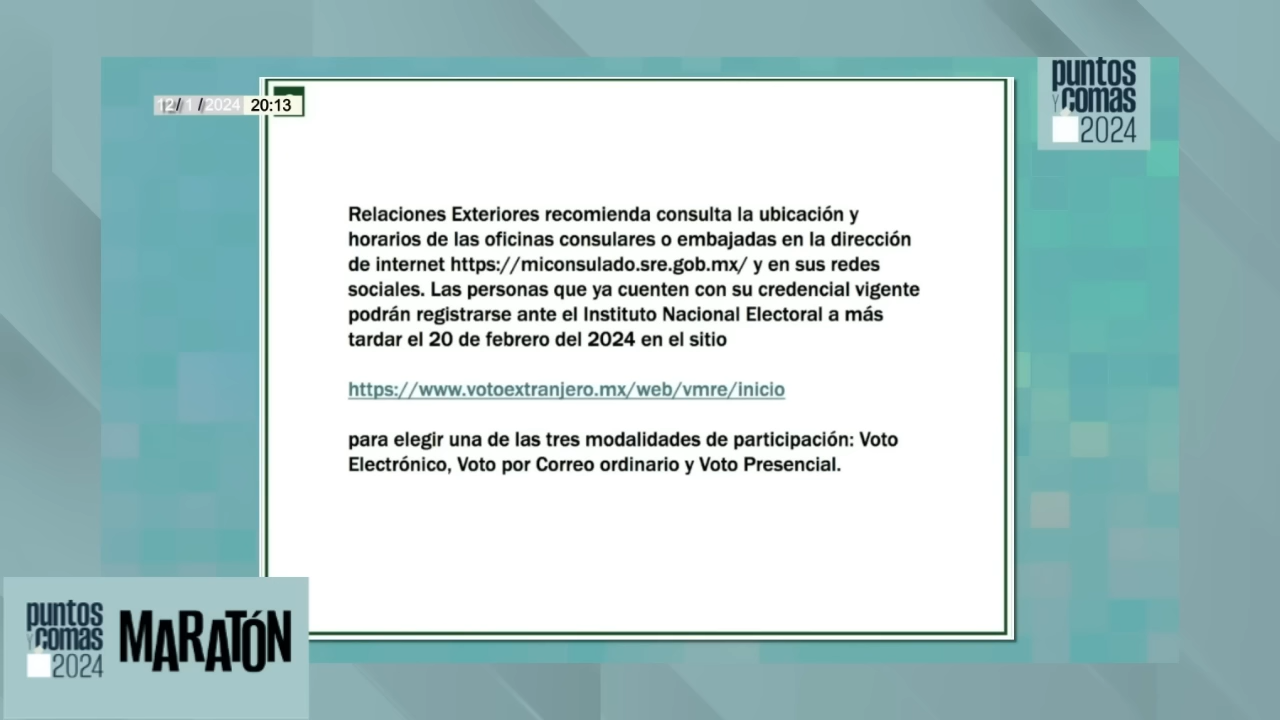 puntos
y comas
2024
12/ 1 /2024 20:13
Relaciones Exteriores recomienda consulta la ubicación y
horarios de las oficinas consulares o embajadas en la dirección
de internet https://miconsulado.sre.gob.mx/ y en sus redes
sociales. Las personas que ya cuenten con su credencial vigente
podrán registrarse ante el Instituto Nacional Electoral a más
tardar el 20 de febrero del 2024 en el sitio
https://www.votoextranjero.mx/web/vmre/inicio
para elegir una de las tres modalidades de participación: Voto
Electrónico, Voto por Correo ordinario y Voto Presencial.
puntos
y comas
2024
MARATÓN